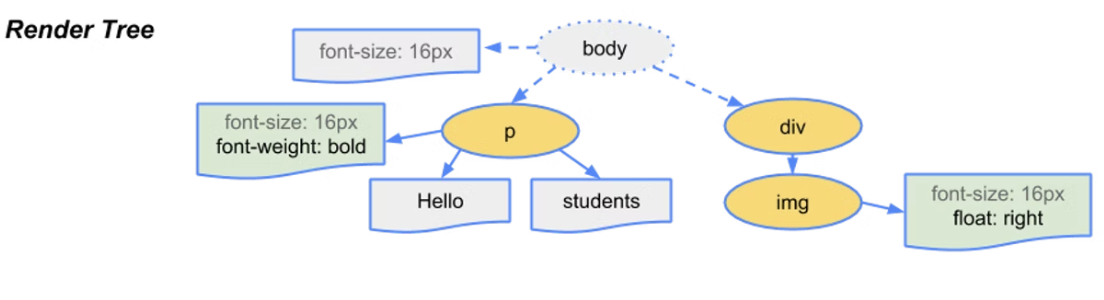 Render Tree
font-size: 16px
body
font-size: 16px
font-weight: bold
p
div
Hello
students
img
font-size: 16px
float: right